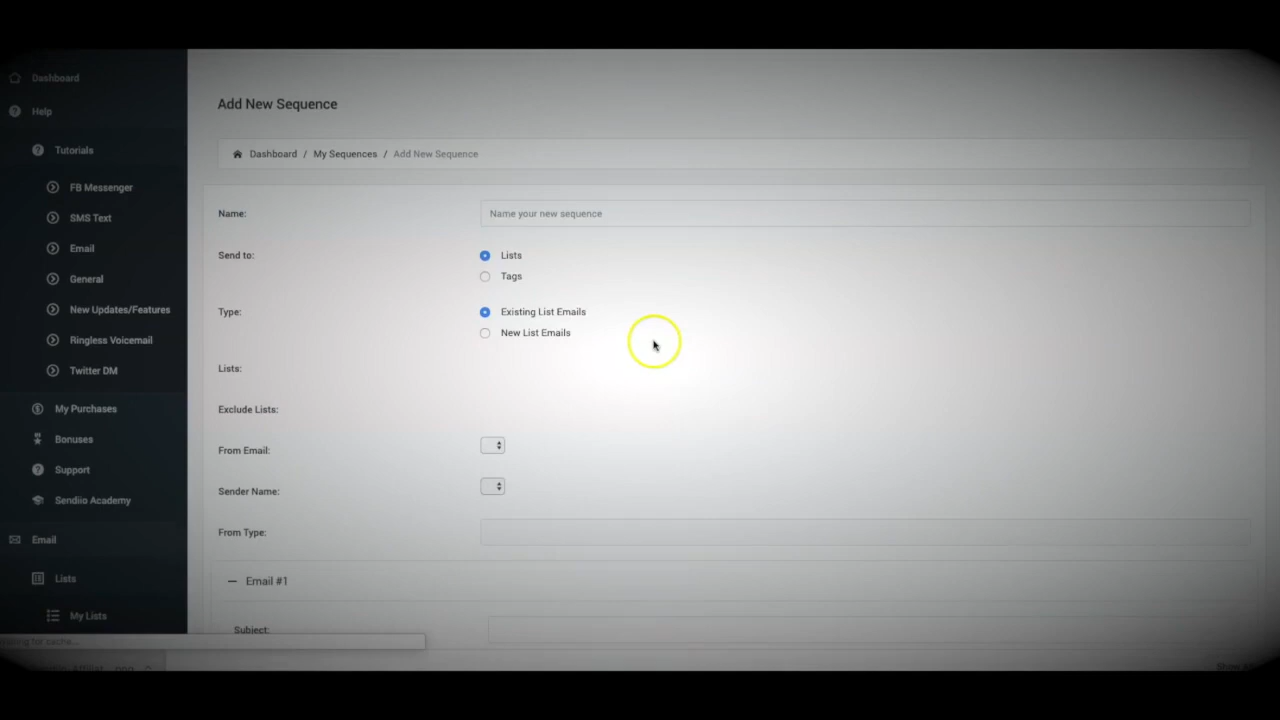 Dashboard
Help
Tutorials
FB Messenger
SMS Text
Email
General
New Updates/Features
Ringless Voicemail
Twitter DM
My Purchases
Bonuses
Support
Sendiio Academy
Email
Lists
My Lists
Add New Sequence
Dashboard / My Sequences / Add New Sequence
Name: Name your new sequence
Send to: Lists
Tags
Type: Existing List Emails
New List Emails
Lists:
Exclude Lists:
From Email:
Sender Name:
From Type:
Email #1
Subject:
for cache...